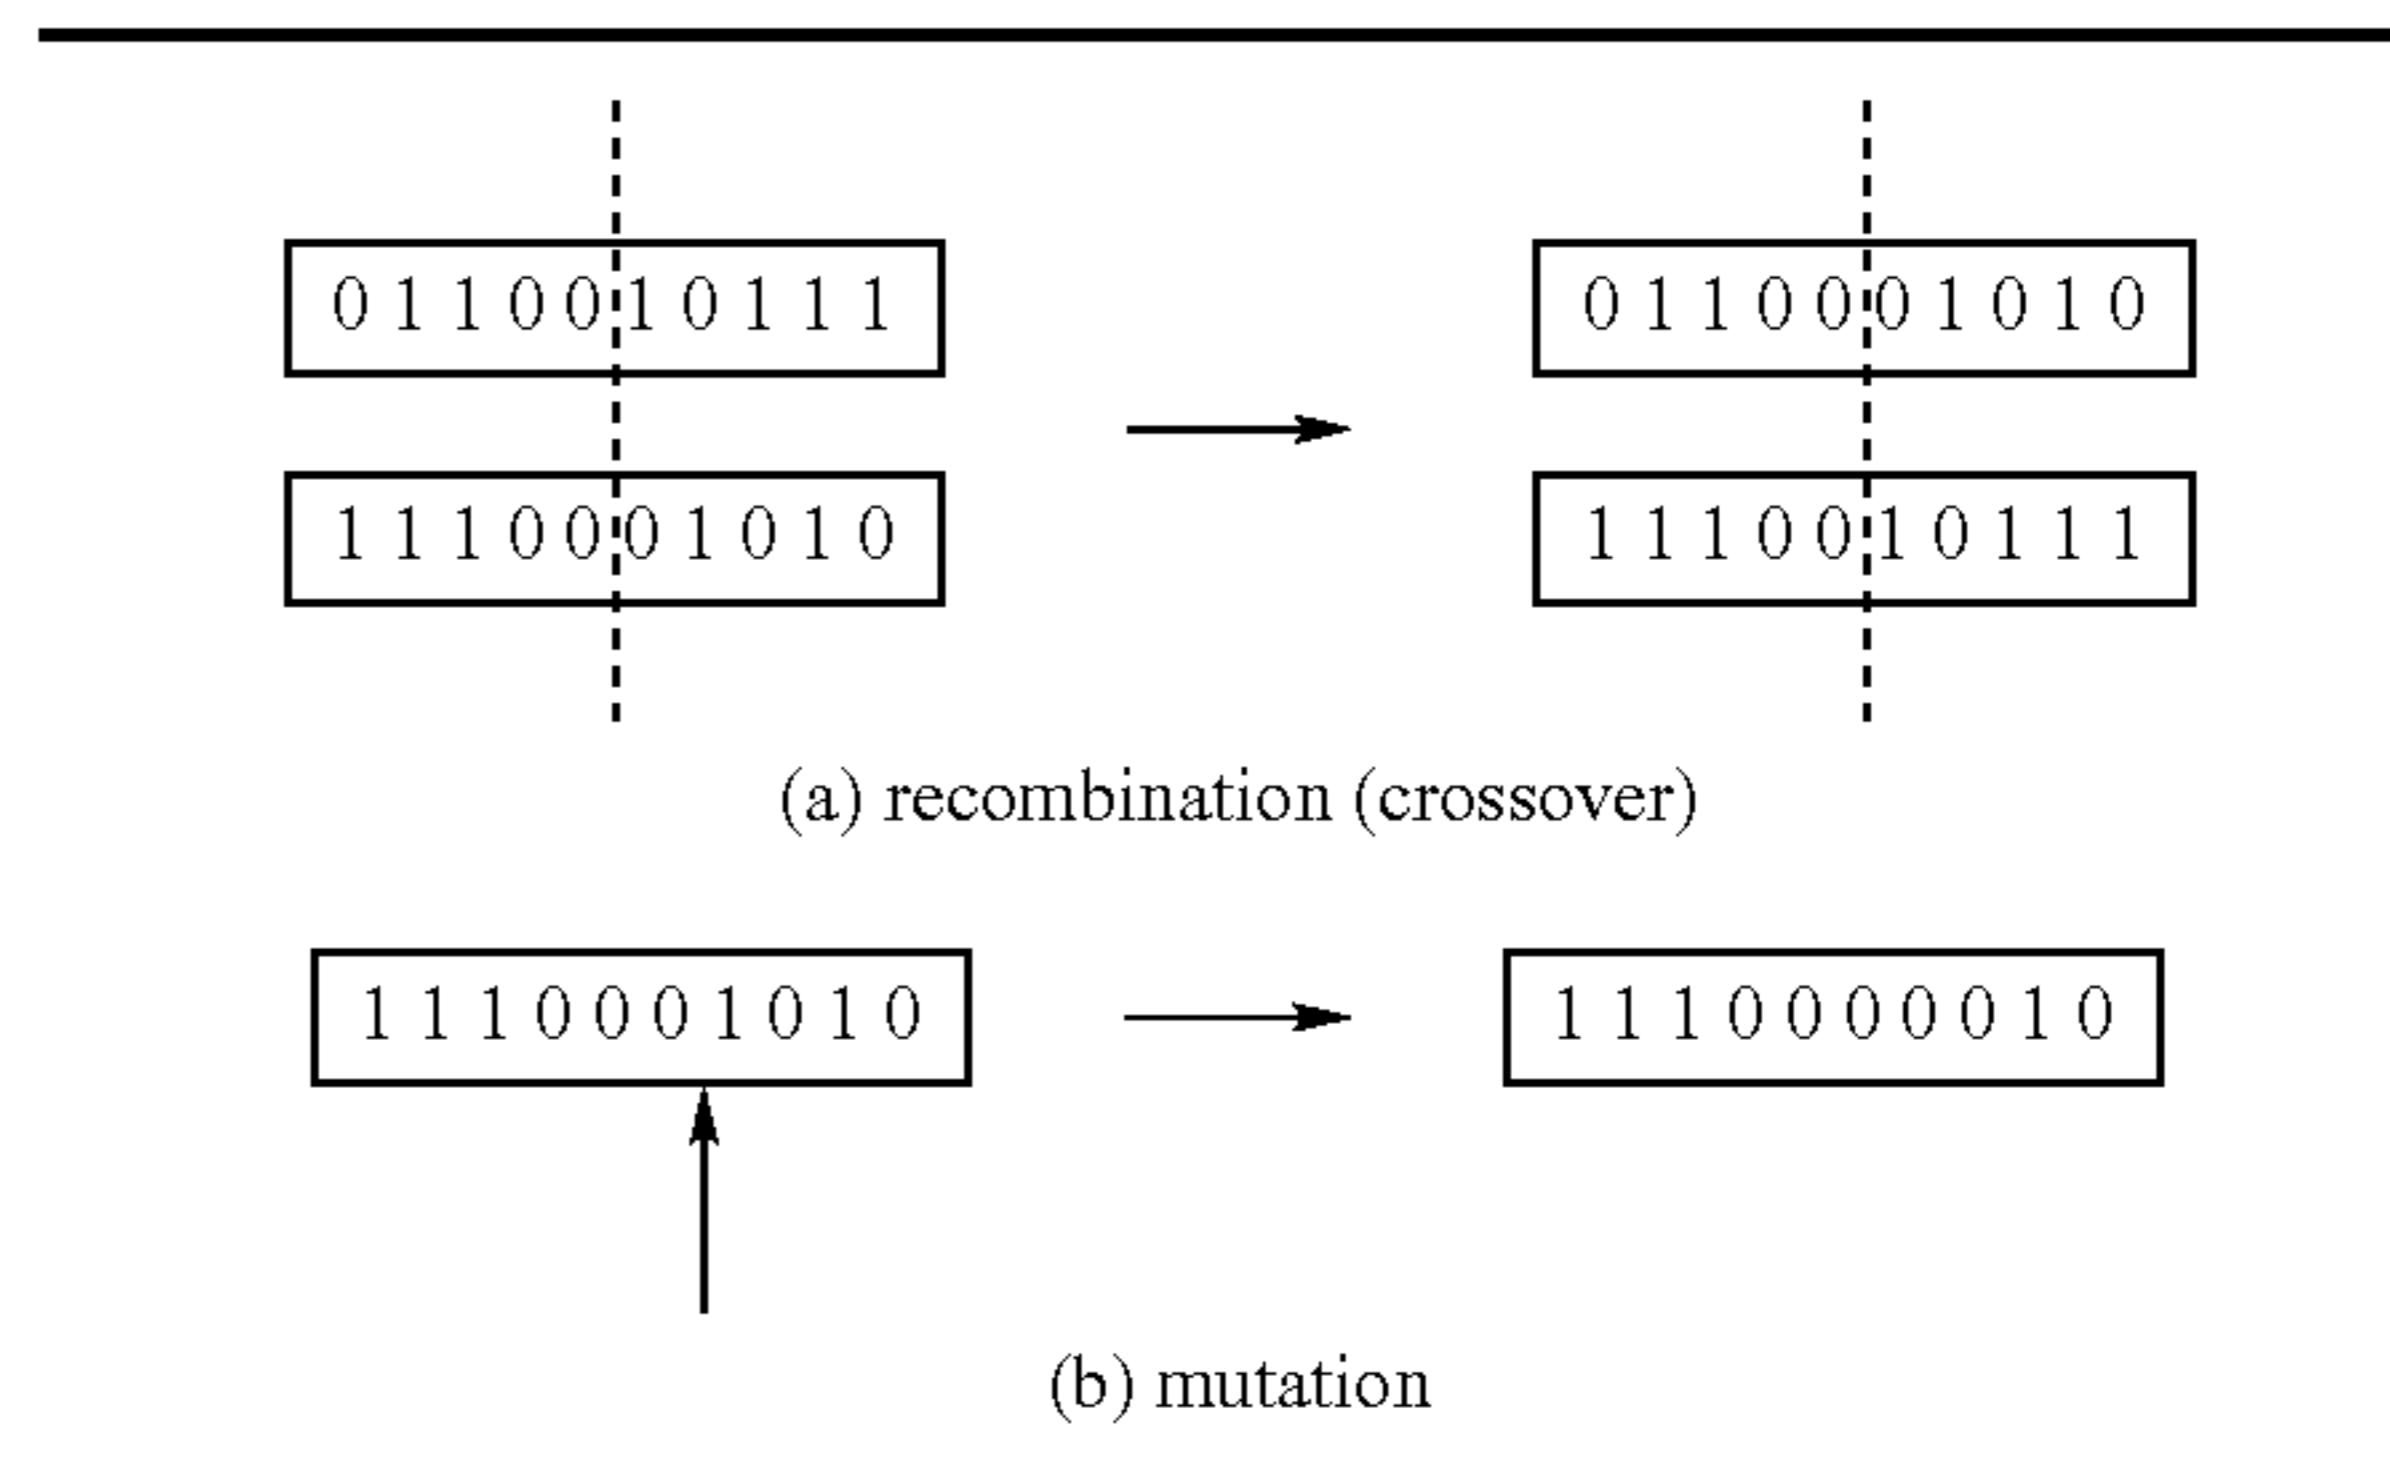 0 1 1 0 0 1 0 1 1 1
0 1 1 0 0 0 1 0 1 0
1 1 1 0 0 0 1 0 1 0
1 1 1 0 0 1 0 1 1 1
(a) recombination (crossover)
1 1 1 0 0 0 1 0 1 0
1 1 1 0 0 0 0 0 1 0
(b) mutation